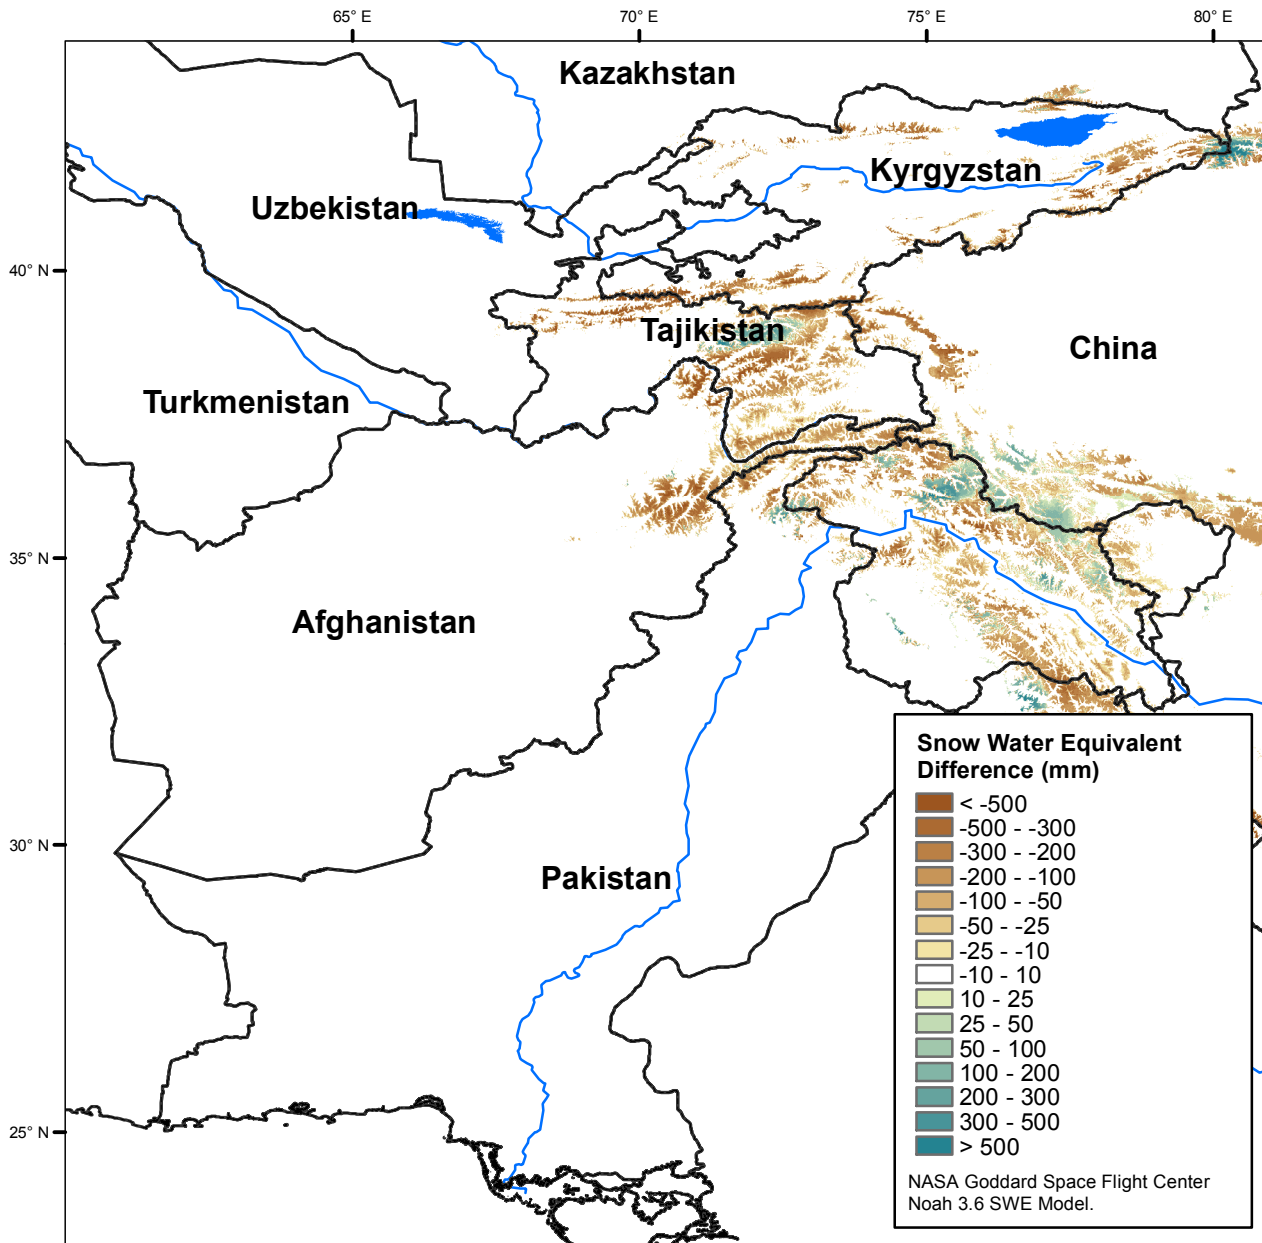 65° E
70° E
75° E
80° E
Kazakhstan
Kyrgyzstan
Uzbekistan
40° N
Tajikistan
China
Turkmenistan
35° N
Afghanistan
Snow Water Equivalent
Difference (mm)
< -500
-500 - -300
-300 - -200
-200 - -100
-100 - -50
-50 - -25
-25 - -10
-10 - 10
10 - 25
25 - 50
50 - 100
100 - 200
200 - 300
300 - 500
> 500
30° N
Pakistan
25° N
NASA Goddard Space Flight Center
Noah 3.6 SWE Model.